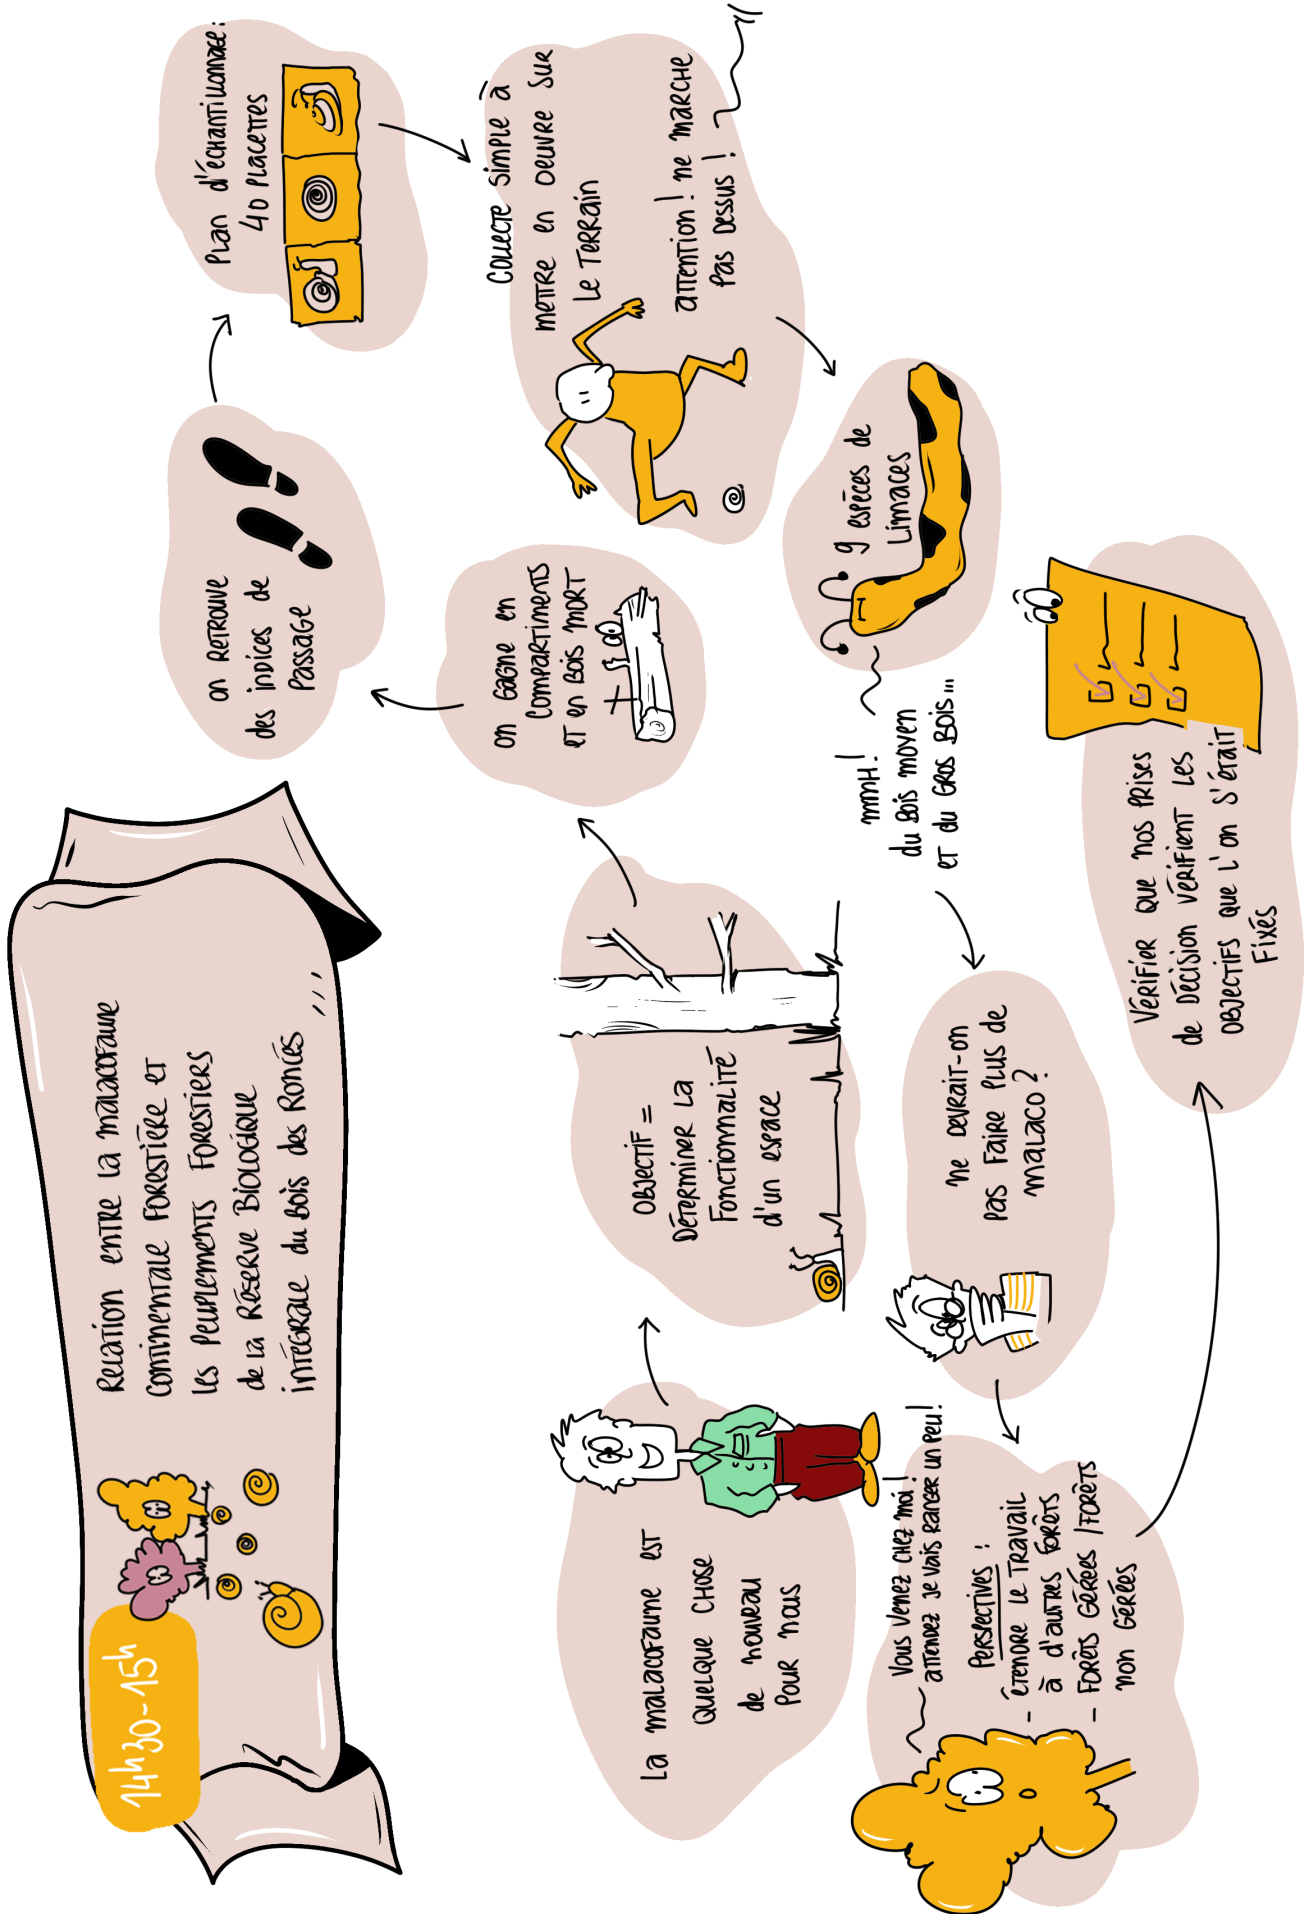 14h30-15h
Relation entre la malacofaune
continentale forestière et
les peuplements forestiers
de la Réserve Biologique
intégrale du Bois des Ronces
La malacofaune est
quelque chose
de nouveau
pour nous
Objectif =
Déterminer la
Fonctionnalité
d'un espace
on gagne en
compartiments
et en bois mort
on retrouve
des indices de
passage
Plan d'échantillonnage :
40 placettes
Collecte simple à
mettre en oeuvre sur
le terrain
attention ! ne marche
pas dessus !
9 espèces de
Limaces
mmh !
du Bois moyen
et du Gros Bois...
ne devrait-on
pas faire plus de
malaco ?
Vous venez chez moi !
attendez je vais ranger un peu !
Perspectives :
- étendre le travail
à d'autres forêts
- Forêts gérées / Forêts
non gérées
Vérifier que nos prises
de décision vérifient les
objectifs que l'on s'était
Fixés